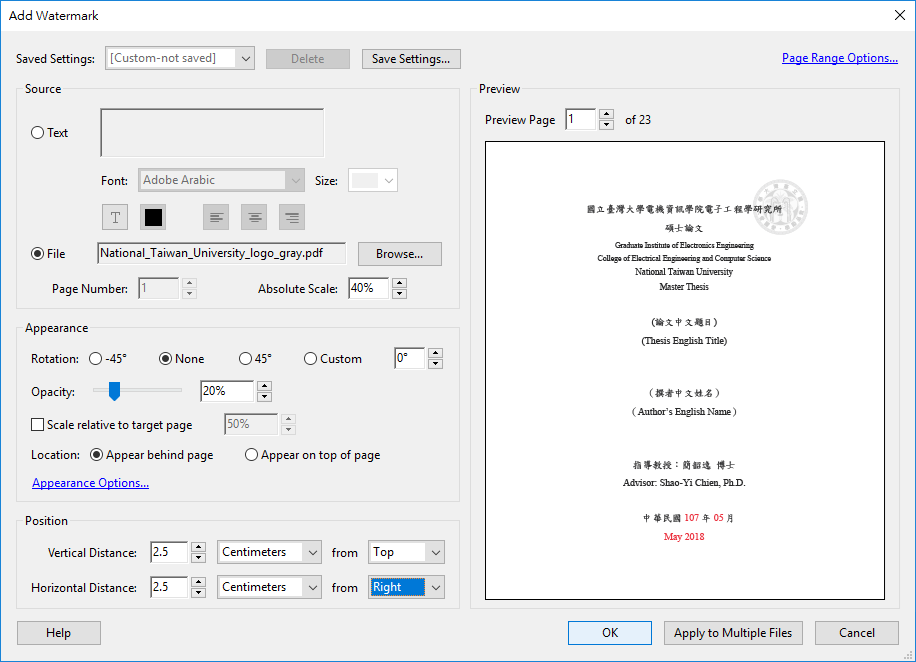 Add Watermark
Saved Settings: [Custom-not saved] Delete Save Settings... Page Range Options...
Source
Text
Font: Adobe Arabic Size:
T
File National_Taiwan_University_logo_gray.pdf Browse...
Page Number: 1 Absolute Scale: 40%
Appearance
Rotation: -45° None 45° Custom 0°
Opacity: 20%
Scale relative to target page 50%
Location: Appear behind page Appear on top of page
Appearance Options...
Position
Vertical Distance: 2.5 Centimeters from Top
Horizontal Distance: 2.5 Centimeters from Right
Preview
Preview Page 1 of 23
國立臺灣大學電機資訊學院電子工程學研究所
碩士論文
Graduate Institute of Electronics Engineering
College of Electrical Engineering and Computer Science
National Taiwan University
Master Thesis
(論文中文題目)
(Thesis English Title)
(撰者中文姓名)
( Author's English Name )
指導教授：簡韶逸 博士
Advisor: Shao-Yi Chien, Ph.D.
中華民國 107 年 05 月
May 2018
Help OK Apply to Multiple Files Cancel